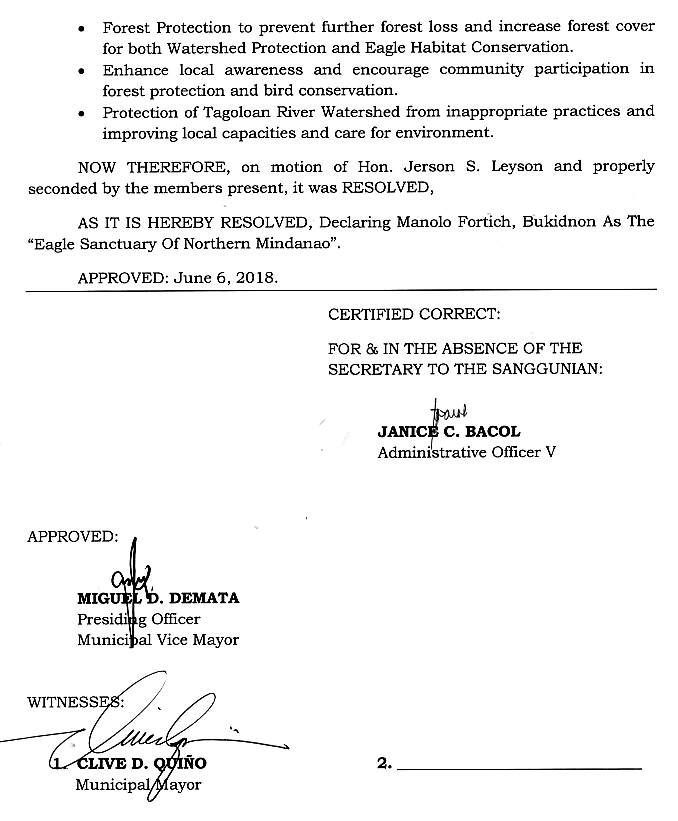 • Forest Protection to prevent further forest loss and increase forest cover
for both Watershed Protection and Eagle Habitat Conservation.
• Enhance local awareness and encourage community participation in
forest protection and bird conservation.
• Protection of Tagoloan River Watershed from inappropriate practices and
improving local capacities and care for environment.
NOW THEREFORE, on motion of Hon. Jerson S. Leyson and properly
seconded by the members present, it was RESOLVED,
AS IT IS HEREBY RESOLVED, Declaring Manolo Fortich, Bukidnon As The
“Eagle Sanctuary Of Northern Mindanao”.
APPROVED: June 6, 2018.
CERTIFIED CORRECT:
FOR & IN THE ABSENCE OF THE
SECRETARY TO THE SANGGUNIAN:
JANICE C. BACOL
Administrative Officer V
APPROVED:
MIGUEL D. DEMATA
Presiding Officer
Municipal Vice Mayor
WITNESSES:
1. CLIVE D. QUIÑO
Municipal Mayor
2.